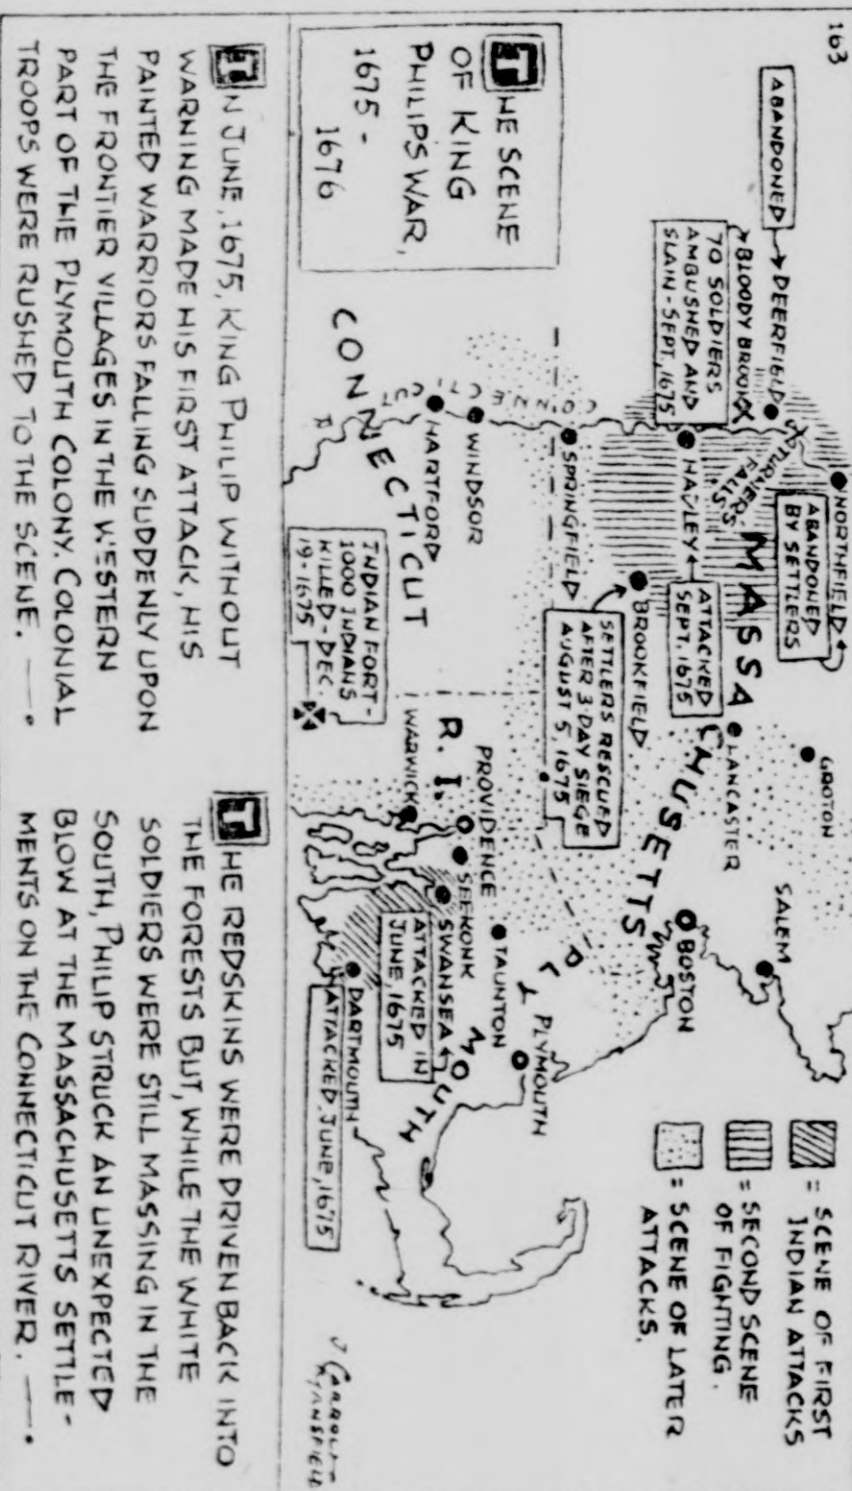 163
THE SCENE
OF KING
PHILIPS WAR,
1675 -
1676
ABANDONED
DEERFIELD
BLOODY BROOK
70 SOLDIERS
AMBUSHED AND
SLAIN - SEPT, 1675
TURNERS
FALLS
NORTHFIELD
ABANDONED
BY SETTLERS
HADLEY
ATTACKED
SEPT. 1675
MASSACHUSETTS
GROTON
LANCASTER
SALEM
BOSTON
BROOKFIELD
SETTLERS RESCUED
AFTER 3 DAY SIEGE
AUGUST 5, 1675
SPRINGFIELD
CONNECTICUT
WINDSOR
HARTFORD
INDIAN FORT -
1000 INDIANS
KILLED - DEC.
19 - 1675
R. I.
PROVIDENCE
WARWICK
SEEKONK
SWANSEA
ATTACKED IN
JUNE, 1675
TAUNTON
PLYMOUTH
PLYMOUTH
DARTMOUTH
ATTACKED, JUNE, 1675
= SCENE OF FIRST
INDIAN ATTACKS
= SECOND SCENE
OF FIGHTING.
= SCENE OF LATER
ATTACKS.
J CARROLL
MANSFIELD
IN JUNE, 1675, KING PHILIP WITHOUT
WARNING MADE HIS FIRST ATTACK, HIS
PAINTED WARRIORS FALLING SUDDENLY UPON
THE FRONTIER VILLAGES IN THE WESTERN
PART OF THE PLYMOUTH COLONY. COLONIAL
TROOPS WERE RUSHED TO THE SCENE. —.
THE REDSKINS WERE DRIVEN BACK INTO
THE FORESTS BUT, WHILE THE WHITE
SOLDIERS WERE STILL MASSING IN THE
SOUTH, PHILIP STRUCK AN UNEXPECTED
BLOW AT THE MASSACHUSETTS SETTLE-
MENTS ON THE CONNECTICUT RIVER. —.